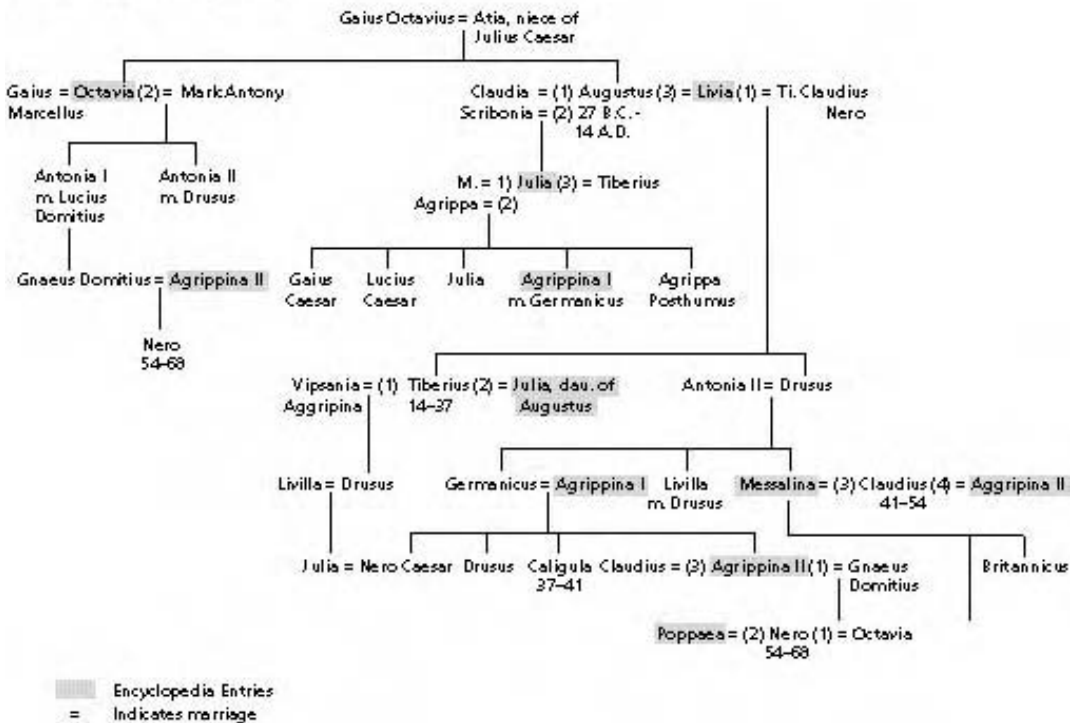 Gaius Octavius = Atia, niece of
Julius Caesar
Gaius = Octavia (2) = Mark Antony
Marcellus
Claudia = (1) Augustus (3) = Livia (1) = Ti. Claudius
Nero
Scribonia = (2) 27 B.C.-
14 A.D.
Antonia I
m. Lucius
Domitius
Antonia II
m. Drusus
M. = 1) Julia (3) = Tiberius
Agrippa = (2)
Gnaeus Domitius = Agrippina II
Gaius
Caesar
Lucius
Caesar
Julia
Agrippina I
m. Germanicus
Agrippa
Posthumus
Nero
54–68
Vipsania = (1) Tiberius (2) = Julia, dau. of
Aggripina 14–37 Augustus
Antonia II = Drusus
Livilla = Drusus
Germanicus = Agrippina I
Livilla
m. Drusus
Messalina = (3) Claudius (4) = Aggripina II
41–54
Julia = Nero Caesar
Drusus
Caligula
37–41
Claudius = (3) Agrippina II (1) = Gnaeus
Domitius
Britannicus
Poppaea = (2) Nero (1) = Octavia
54–68
Encyclopedia Entries
= Indicates marriage